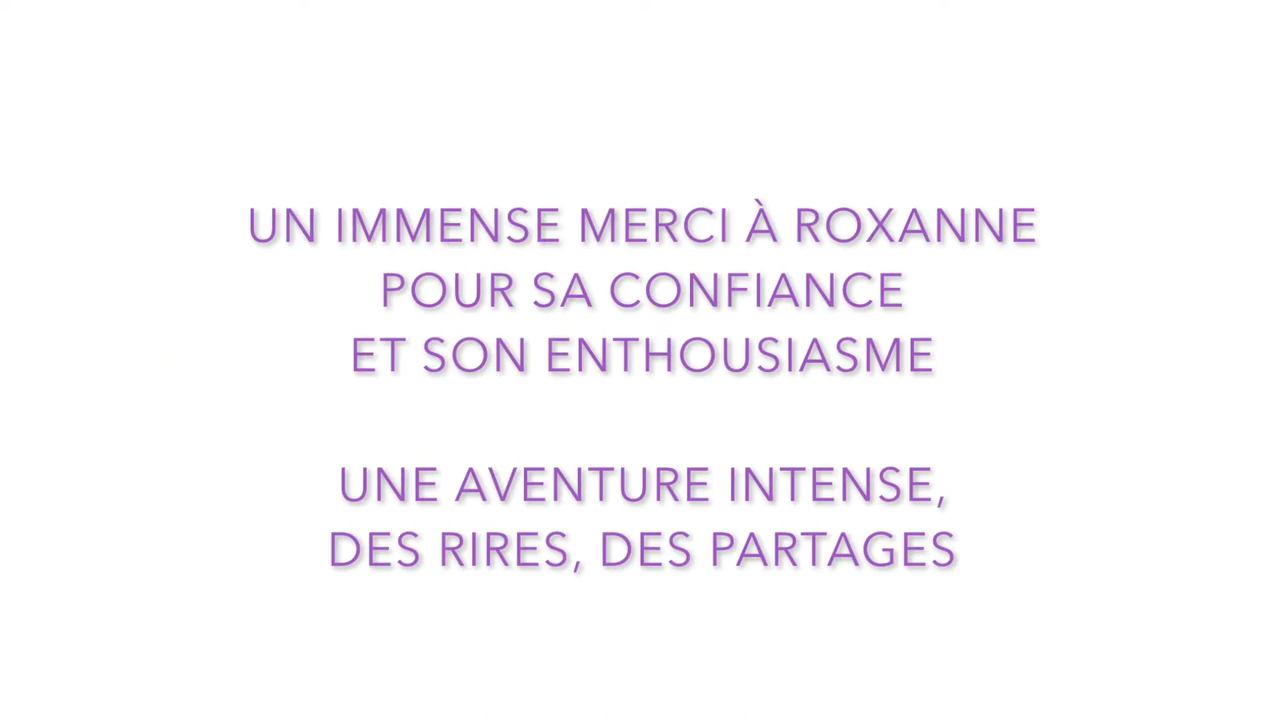 UN IMMENSE MERCI À ROXANNE
POUR SA CONFIANCE
ET SON ENTHOUSIASME
UNE AVENTURE INTENSE,
DES RIRES, DES PARTAGES